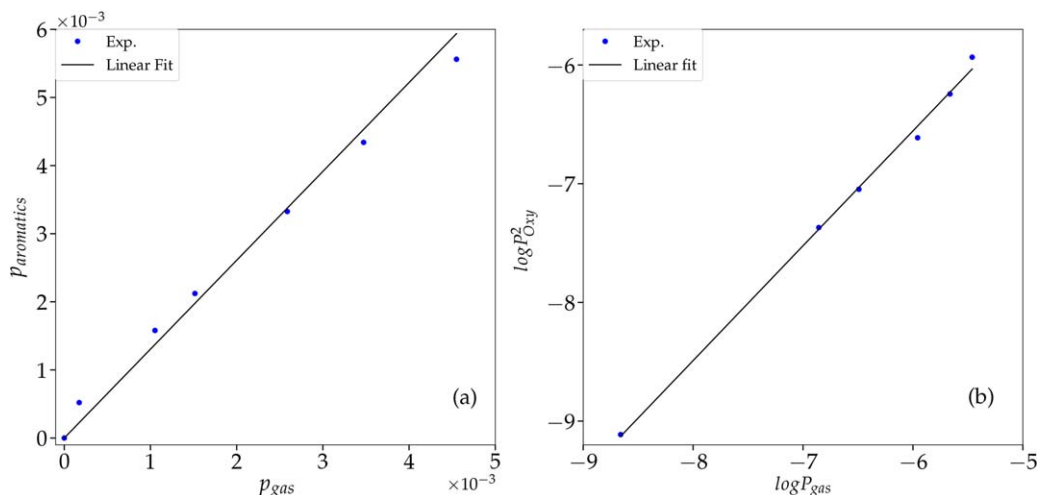 ×10⁻³
6
5
4
3
2
1
0
p_aromatics
Exp.
Linear Fit
(a)
0
1
2
3
4
5
p_gas
×10⁻³
−6
−7
−8
−9
logP²_Oxy
Exp.
Linear fit
(b)
−9
−8
−7
−6
−5
logP_gas